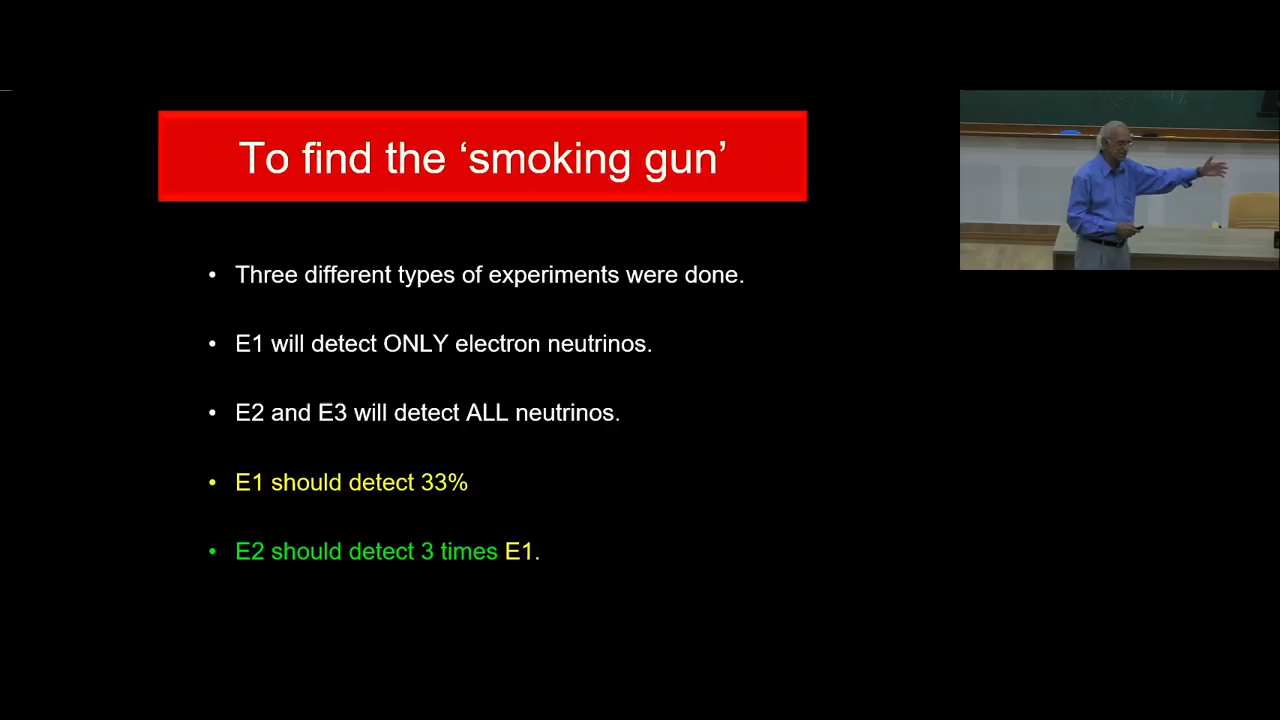 To find the ‘smoking gun’
• Three different types of experiments were done.
• E1 will detect ONLY electron neutrinos.
• E2 and E3 will detect ALL neutrinos.
• E1 should detect 33%
• E2 should detect 3 times E1.